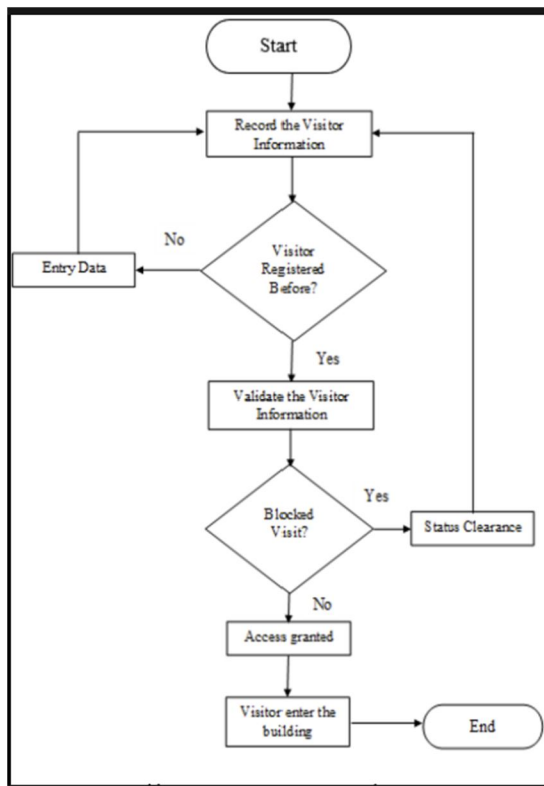 Start
Record the Visitor
Information
No
Visitor
Registered
Before?
Entry Data
Yes
Validate the Visitor
Information
Yes
Blocked
Visit?
Status Clearance
No
Access granted
Visitor enter the
building
End